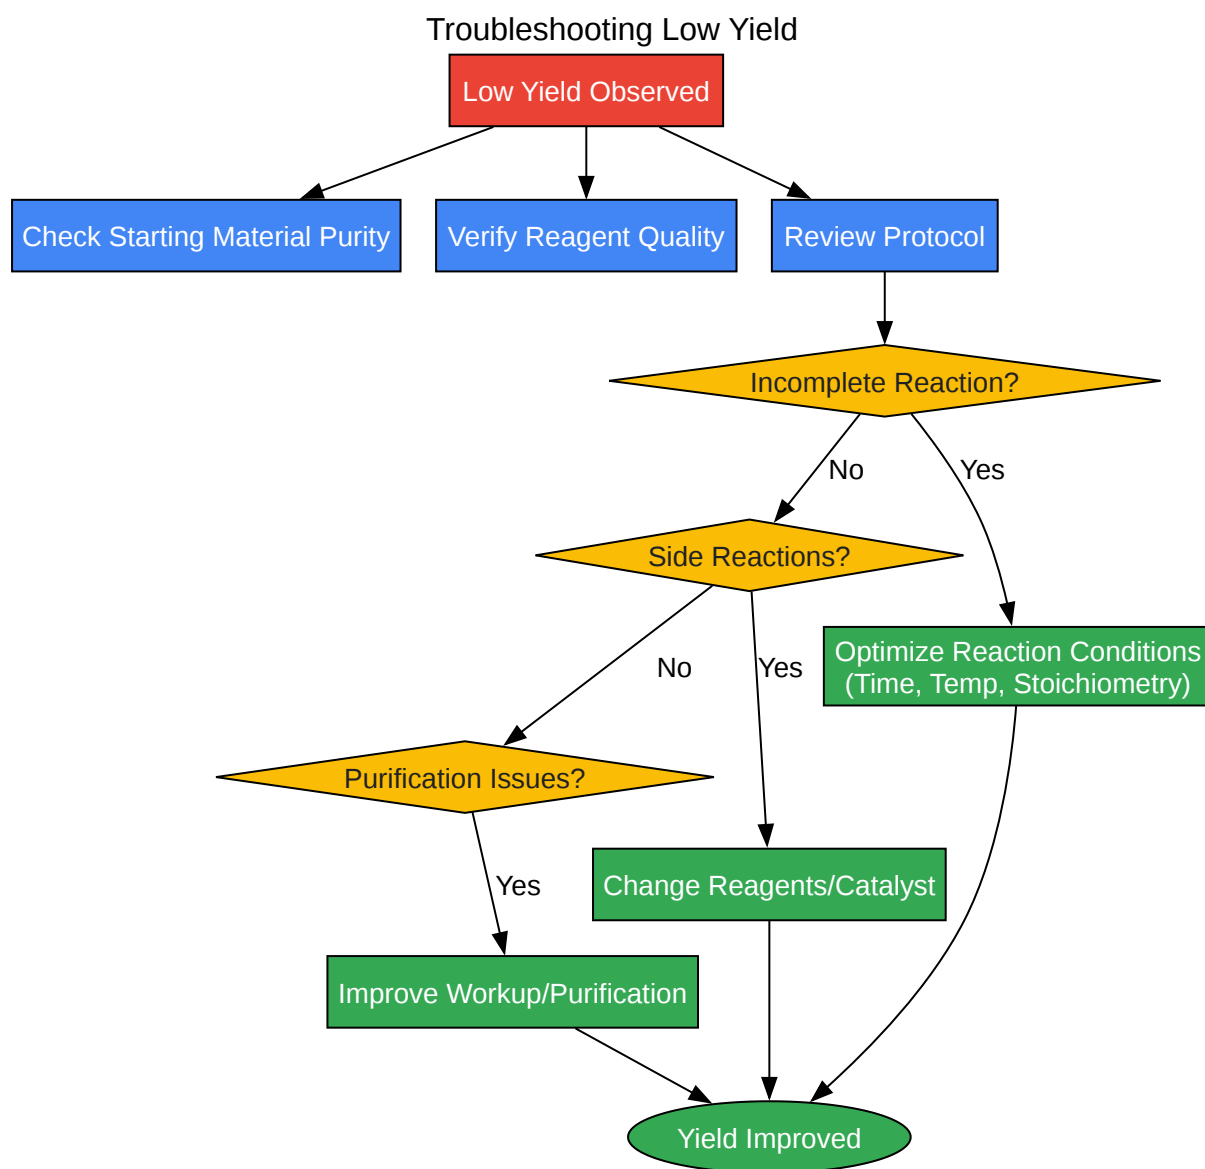 Troubleshooting Low Yield
Low Yield Observed
Check Starting Material Purity
Verify Reagent Quality
Review Protocol
Incomplete Reaction?
No
Yes
Side Reactions?
Optimize Reaction Conditions
(Time, Temp, Stoichiometry)
No
Yes
Purification Issues?
Yes
Change Reagents/Catalyst
Improve Workup/Purification
Yield Improved